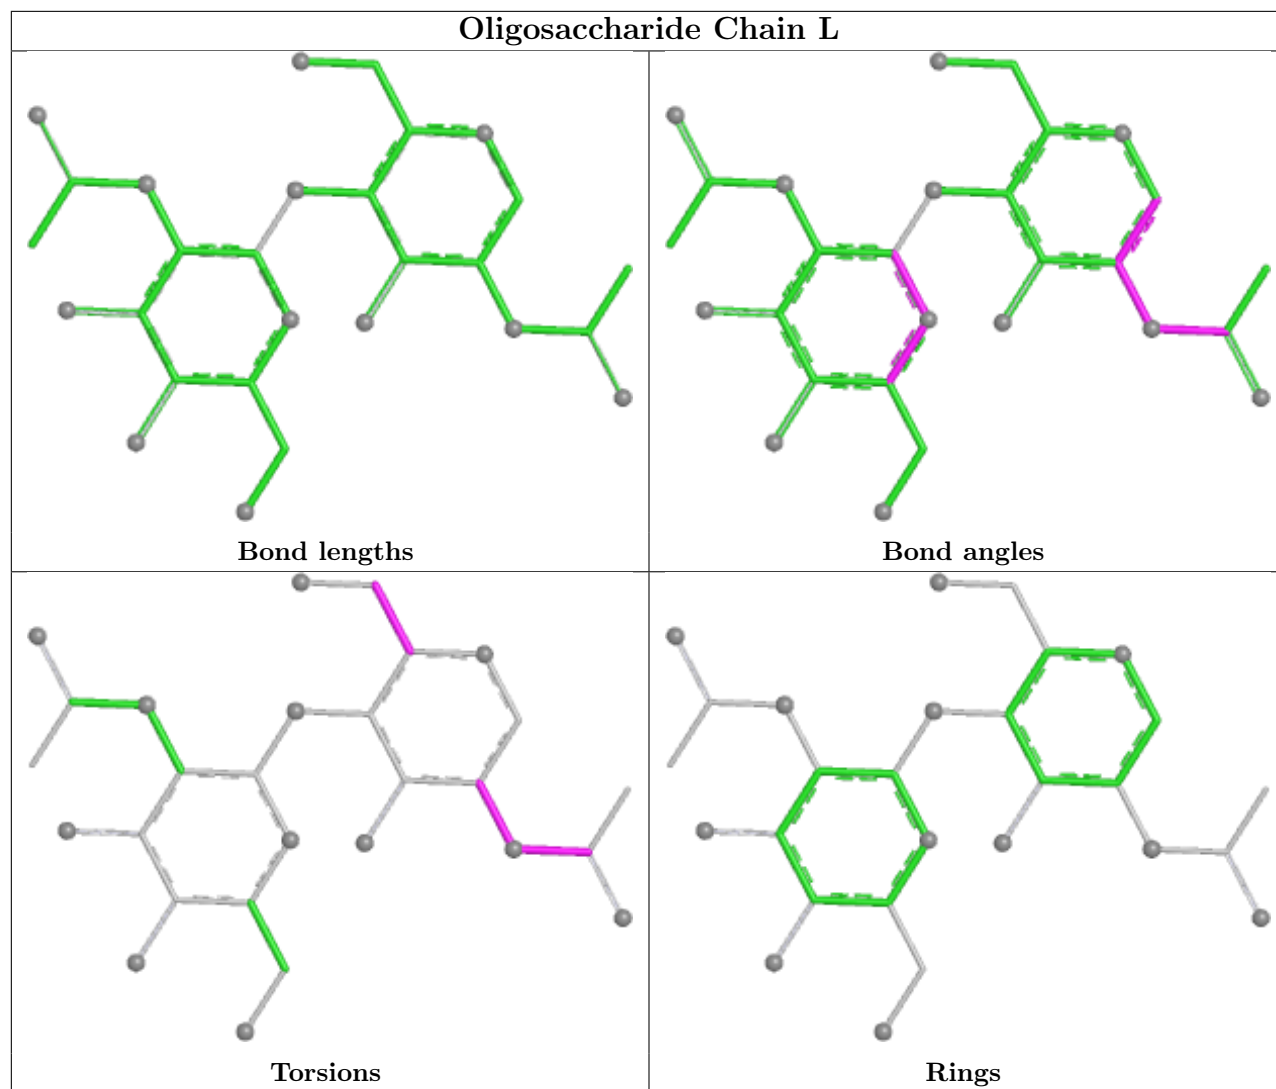 Oligosaccharide Chain L
Bond lengths
Bond angles
Torsions
Rings